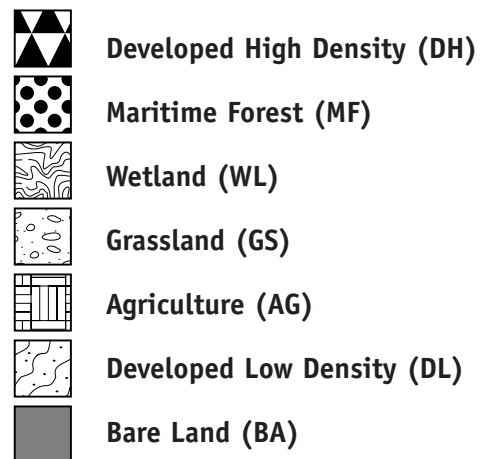 Developed High Density (DH)
Maritime Forest (MF)
Wetland (WL)
Grassland (GS)
Agriculture (AG)
Developed Low Density (DL)
Bare Land (BA)